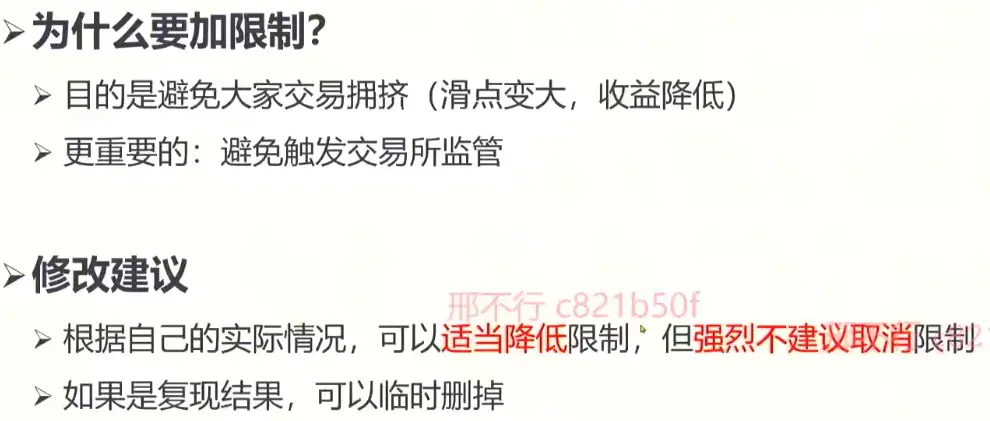 为什么要加限制？
目的是避免大家交易拥挤（滑点变大，收益降低）
更重要的：避免触发交易所监管
修改建议
邢不行 c821b50f
根据自己的实际情况，可以适当降低限制，但强烈不建议取消限制
如果是复现结果，可以临时删掉